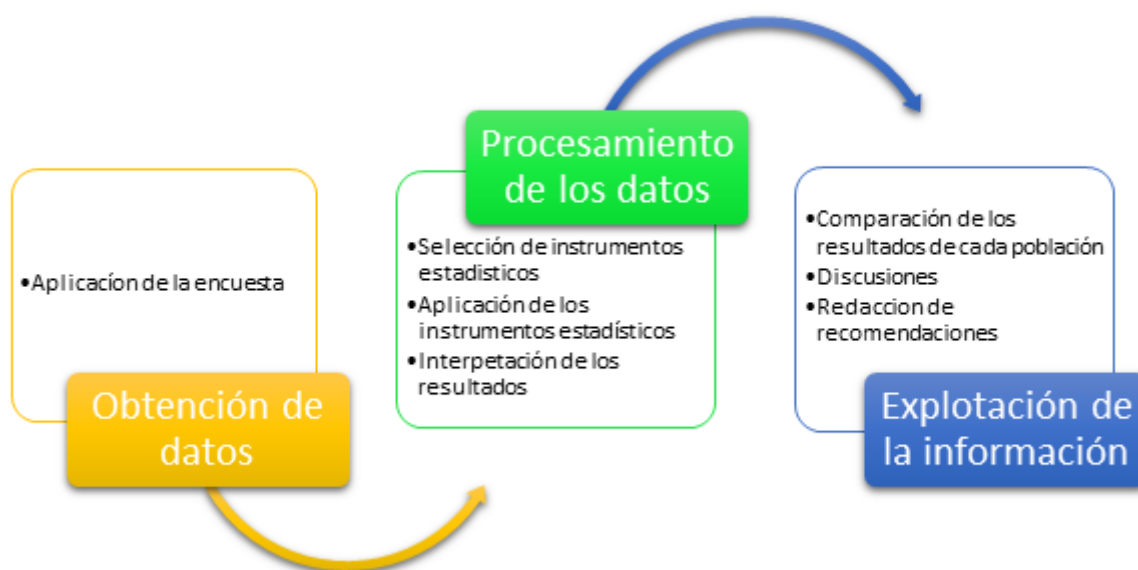 •Aplicacíon de la encuesta
Obtención de
datos
Procesamiento
de los datos
•Selección de instrumentos
estadisticos
•Aplicación de los
instrumentos estadísticos
•Interpetación de los
resultados
•Comparación de los
resultados de cada población
•Discusiones
•Redaccion de
recomendaciones
Explotación de
la información